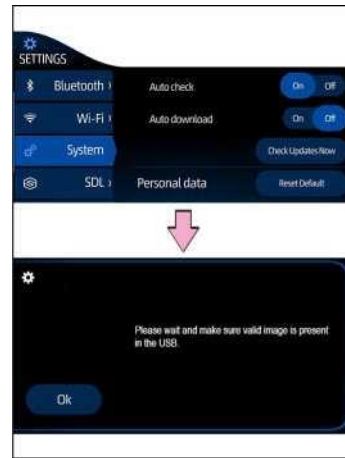 SETTINGS
Bluetooth
Auto check
On
Off
Wi-Fi
Auto download
On
Off
System
Check Updates Now
SDL
Personal data
Reset Default
Please wait and make sure valid image is present
in the USB.
Ok